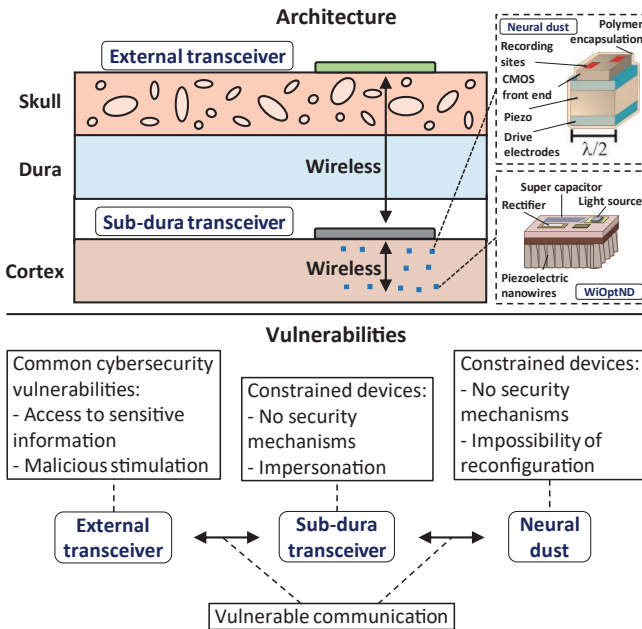 Architecture
External transceiver
Skull
Dura
Wireless
Sub-dura transceiver
Cortex
Wireless
Neural dust
Polymer
encapsulation
Recording
sites
CMOS
front end
Piezo
Drive
electrodes
λ/2
Super capacitor
Rectifier
Light source
Piezoelectric
nanowires
WiOptND
Vulnerabilities
Common cybersecurity
vulnerabilities:
- Access to sensitive
information
- Malicious stimulation
Constrained devices:
- No security
mechanisms
- Impersonation
Constrained devices:
- No security
mechanisms
- Impossibility of
reconfiguration
External
transceiver
Sub-dura
transceiver
Neural
dust
Vulnerable communication